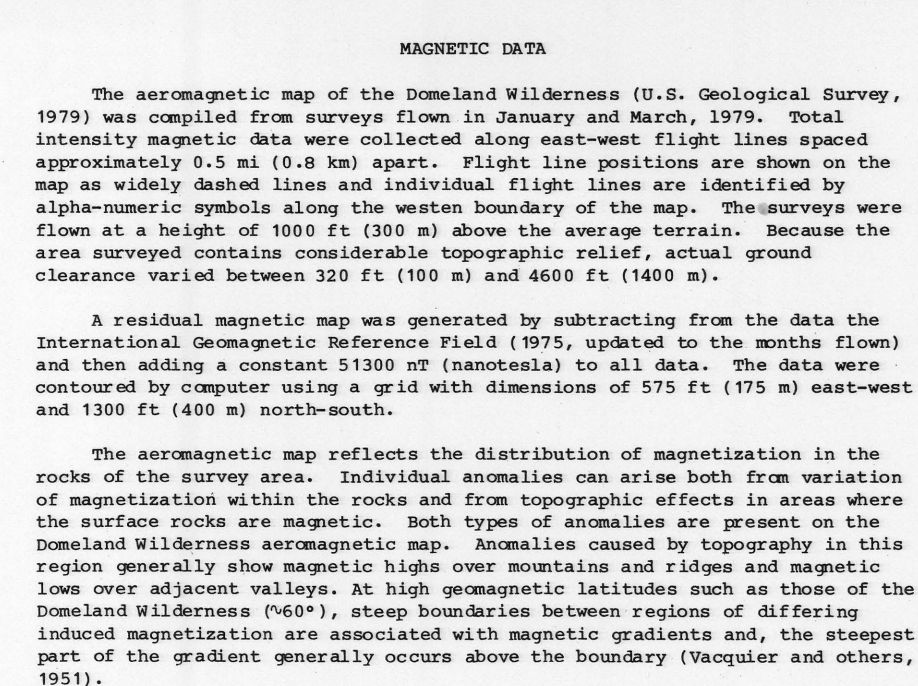 MAGNETIC DATA
The aeromagnetic map of the Domeland Wilderness (U.S. Geological Survey,
1979) was compiled from surveys flown in January and March, 1979. Total
intensity magnetic data were collected along east-west flight lines spaced
approximately 0.5 mi (0.8 km) apart. Flight line positions are shown on the
map as widely dashed lines and individual flight lines are identified by
alpha-numeric symbols along the westen boundary of the map. The surveys were
flown at a height of 1000 ft (300 m) above the average terrain. Because the
area surveyed contains considerable topographic relief, actual ground
clearance varied between 320 ft (100 m) and 4600 ft (1400 m).
A residual magnetic map was generated by subtracting from the data the
International Geomagnetic Reference Field (1975, updated to the months flown)
and then adding a constant 51300 nT (nanotesla) to all data. The data were
contoured by computer using a grid with dimensions of 575 ft (175 m) east-west
and 1300 ft (400 m) north-south.
The aeromagnetic map reflects the distribution of magnetization in the
rocks of the survey area. Individual anomalies can arise both from variation
of magnetization within the rocks and from topographic effects in areas where
the surface rocks are magnetic. Both types of anomalies are present on the
Domeland Wilderness aeromagnetic map. Anomalies caused by topography in this
region generally show magnetic highs over mountains and ridges and magnetic
lows over adjacent valleys. At high geomagnetic latitudes such as those of the
Domeland Wilderness (~60°), steep boundaries between regions of differing
induced magnetization are associated with magnetic gradients and, the steepest
part of the gradient generally occurs above the boundary (Vacquier and others,
1951).